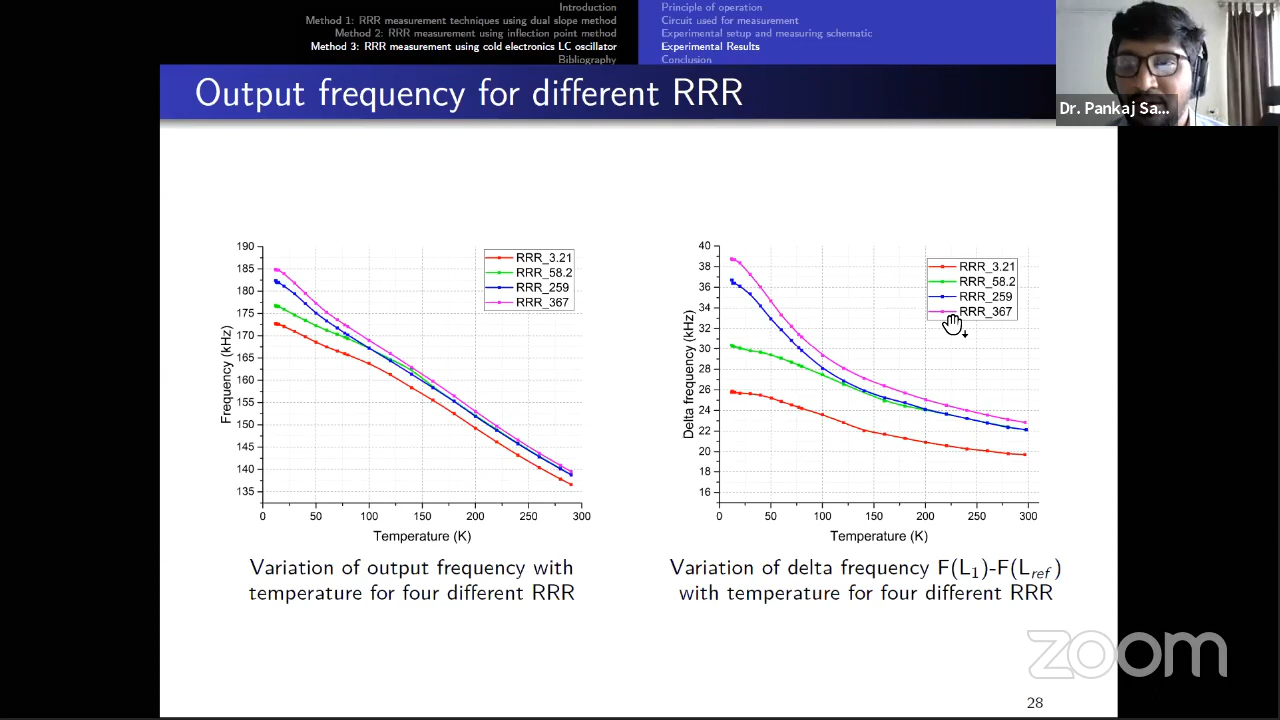 Introduction
Method 1: RRR measurement techniques using dual slope method
Method 2: RRR measurement using inflection point method
Method 3: RRR measurement using cold electronics LC oscillator
Bibliography
Principle of operation
Circuit used for measurement
Experimental setup and measuring schematic
Experimental Results
Conclusion
Dr. Pankaj Sa...
Output frequency for different RRR
190
185
180
175
170
165
160
155
150
145
140
135
Frequency (kHz)
0 50 100 150 200 250 300
Temperature (K)
RRR_3.21
RRR_58.2
RRR_259
RRR_367
Variation of output frequency with
temperature for four different RRR
40
38
36
34
32
30
28
26
24
22
20
18
16
Delta frequency (kHz)
0 50 100 150 200 250 300
Temperature (K)
RRR_3.21
RRR_58.2
RRR_259
RRR_367
Variation of delta frequency F(L₁)-F(Lref)
with temperature for four different RRR
zoom
28